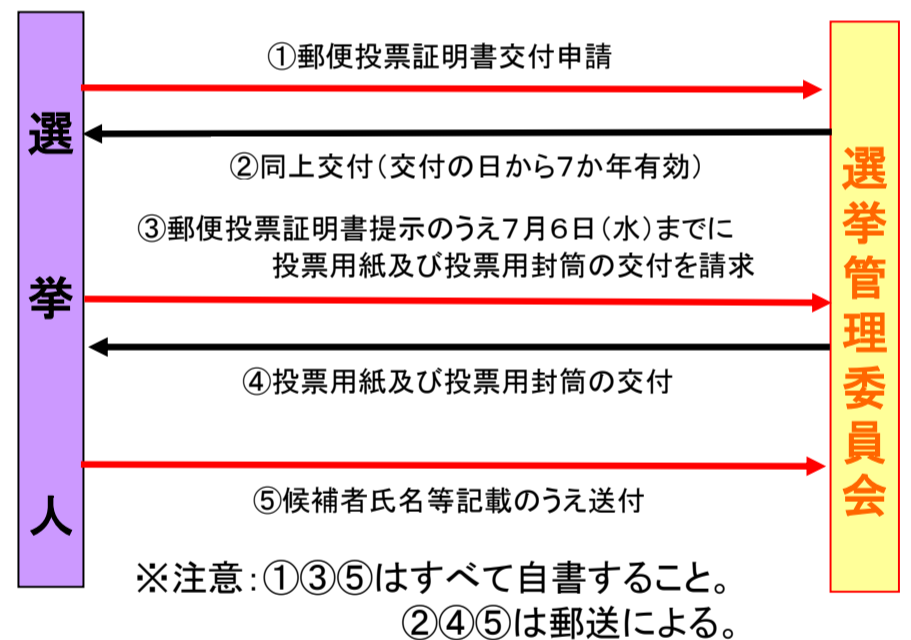 選挙人
①郵便投票証明書交付申請
②同上交付(交付の日から7か年有効)
③郵便投票証明書提示のうえ7月6日(水)までに
投票用紙及び投票用封筒の交付を請求
④投票用紙及び投票用封筒の交付
⑤候補者氏名等記載のうえ送付
選挙管理委員会
※注意:①③⑤はすべて自書すること。
②④⑤は郵送による。